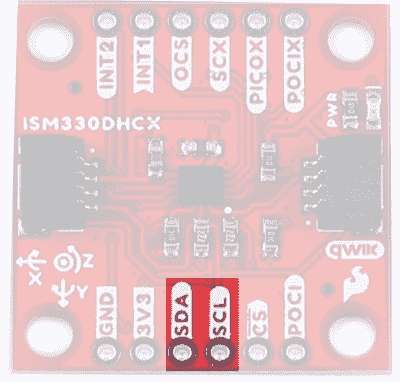 INT2
INT1
OCS
SCX
PICOX
POCIX
ISM330DHCX
PWR
qwiic
X
Z
Y
GND
3V3
SDA
SCL
CS
POCI